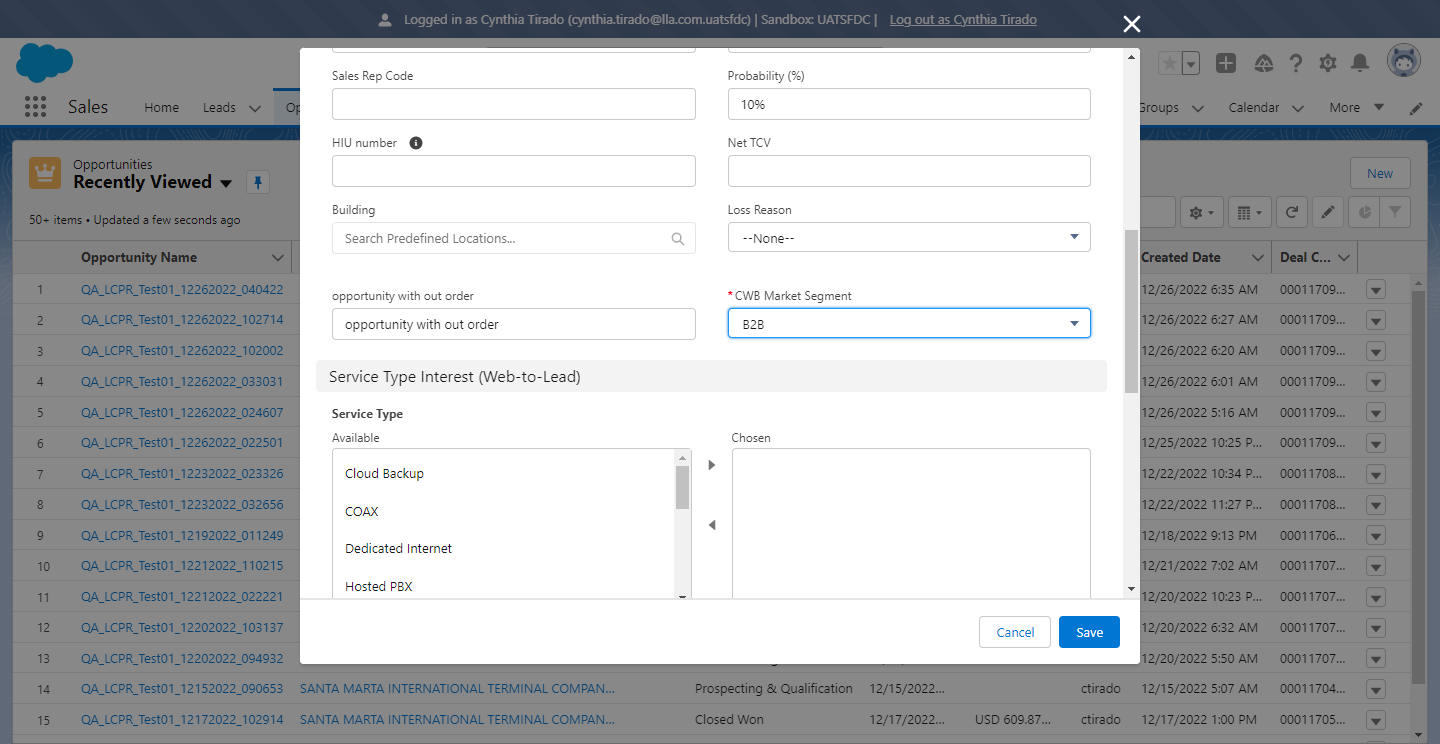 Logged in as Cynthia Tirado (cynthia.tirado@lla.com.uatsfdc) | Sandbox: UATSFDC | Log out as Cynthia Tirado
Sales Home Leads Op Groups Calendar More
Opportunities
Recently Viewed
New
50+ items • Updated a few seconds ago
Opportunity Name Created Date Deal C...
1 QA_LCPR_Test01_12262022_040422 12/26/2022 6:35 AM 00011709...
2 QA_LCPR_Test01_12262022_102714 12/26/2022 6:27 AM 00011709...
3 QA_LCPR_Test01_12262022_102002 12/26/2022 6:20 AM 00011709...
4 QA_LCPR_Test01_12262022_033031 12/26/2022 6:01 AM 00011709...
5 QA_LCPR_Test01_12262022_024607 12/26/2022 5:16 AM 00011709...
6 QA_LCPR_Test01_12262022_022501 12/25/2022 10:25 P... 00011709...
7 QA_LCPR_Test01_12232022_023326 12/22/2022 10:34 P... 00011708...
8 QA_LCPR_Test01_12232022_032656 12/22/2022 11:27 P... 00011708...
9 QA_LCPR_Test01_12192022_011249 12/18/2022 9:13 PM 00011707...
10 QA_LCPR_Test01_12212022_110215 12/21/2022 7:02 AM 00011707...
11 QA_LCPR_Test01_12212022_022221 12/20/2022 10:23 P... 00011707...
12 QA_LCPR_Test01_12202022_103137 12/20/2022 6:32 AM 00011707...
13 QA_LCPR_Test01_12202022_094932 12/20/2022 5:50 AM 00011707...
14 QA_LCPR_Test01_12152022_090653 SANTA MARTA INTERNATIONAL TERMINAL COMPAN... Prospecting & Qualification 12/15/2022... ctirado 12/15/2022 5:07 AM 00011704...
15 QA_LCPR_Test01_12172022_102914 SANTA MARTA INTERNATIONAL TERMINAL COMPAN... Closed Won 12/17/2022... USD 609.87... ctirado 12/17/2022 1:00 PM 00011705...
Sales Rep Code
Probability (%)
10%
HIU number
Net TCV
Building
Search Predefined Locations...
Loss Reason
--None--
opportunity with out order
opportunity with out order
*CWB Market Segment
B2B
Service Type Interest (Web-to-Lead)
Service Type
Available
Chosen
Cloud Backup
COAX
Dedicated Internet
Hosted PBX
Cancel
Save